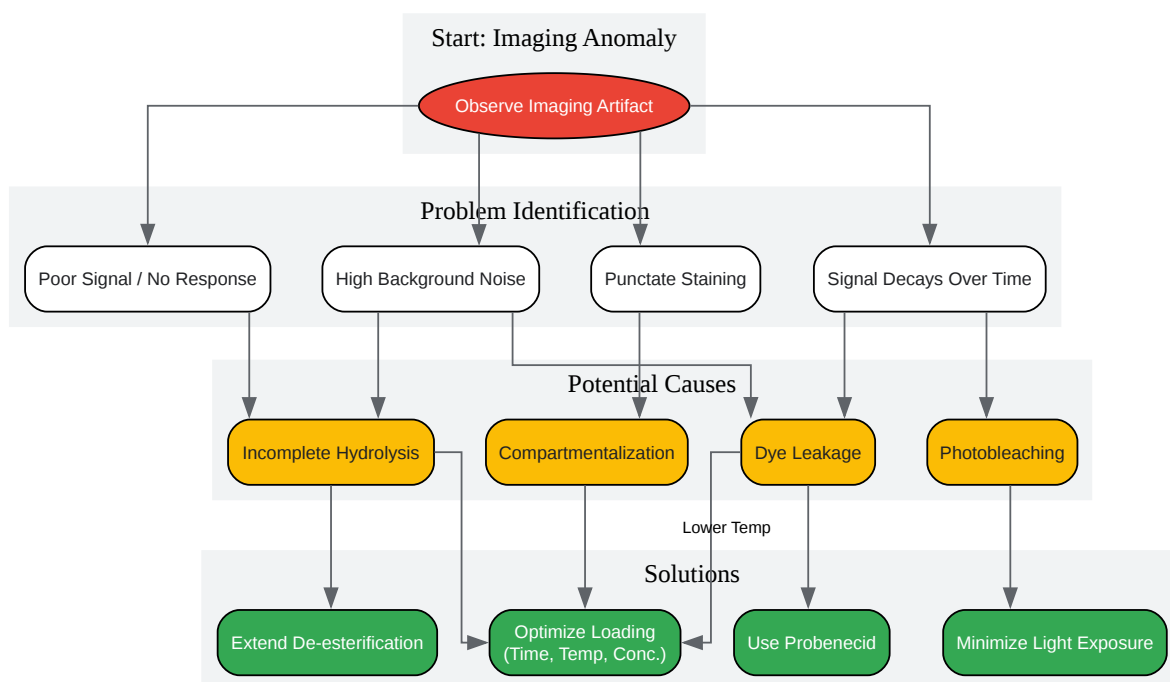 Start: Imaging Anomaly
Observe Imaging Artifact
Problem Identification
Poor Signal / No Response
High Background Noise
Punctate Staining
Signal Decays Over Time
Potential Causes
Incomplete Hydrolysis
Compartmentalization
Dye Leakage
Photobleaching
Lower Temp
Solutions
Extend De-esterification
Optimize Loading
(Time, Temp, Conc.)
Use Probenecid
Minimize Light Exposure